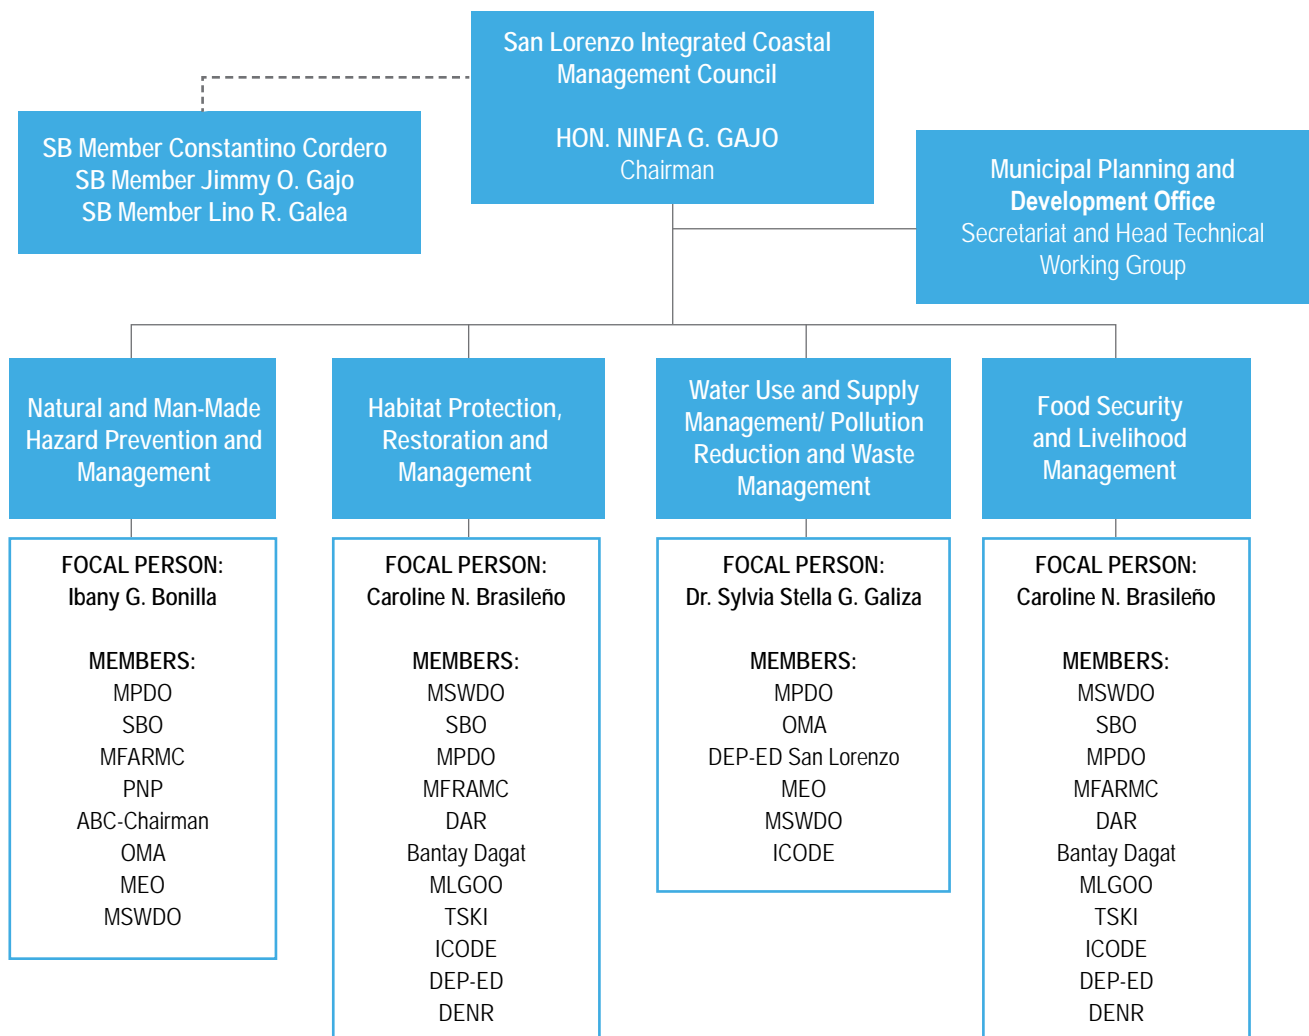 San Lorenzo Integrated Coastal
Management Council
HON. NINFA G. GAJO
Chairman
SB Member Constantino Cordero
SB Member Jimmy O. Gajo
SB Member Lino R. Galea
Municipal Planning and
Development Office
Secretariat and Head Technical
Working Group
Natural and Man-Made
Hazard Prevention and
Management
Habitat Protection,
Restoration and
Management
Water Use and Supply
Management/ Pollution
Reduction and Waste
Management
Food Security
and Livelihood
Management
FOCAL PERSON:
Ibany G. Bonilla
MEMBERS:
MPDO
SBO
MFARMC
PNP
ABC-Chairman
OMA
MEO
MSWDO
FOCAL PERSON:
Caroline N. Brasileño
MEMBERS:
MSWDO
SBO
MPDO
MFRAMC
DAR
Bantay Dagat
MLGOO
TSKI
ICODE
DEP-ED
DENR
FOCAL PERSON:
Dr. Sylvia Stella G. Galiza
MEMBERS:
MPDO
OMA
DEP-ED San Lorenzo
MEO
MSWDO
ICODE
FOCAL PERSON:
Caroline N. Brasileño
MEMBERS:
MSWDO
SBO
MPDO
MFARMC
DAR
Bantay Dagat
MLGOO
TSKI
ICODE
DEP-ED
DENR